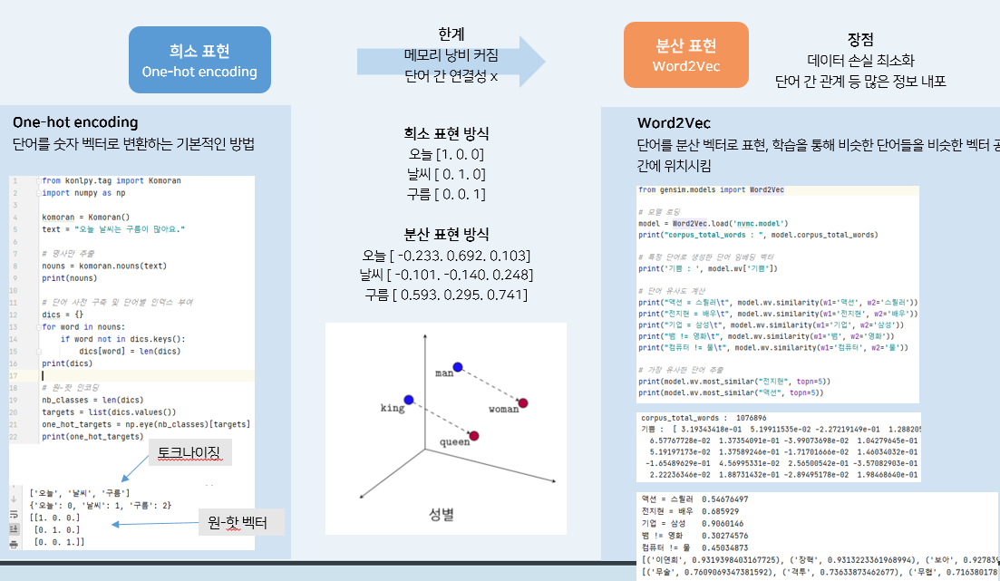 희소 표현
One-hot encoding
한계
메모리 낭비 커짐
단어 간 연결성 x
분산 표현
Word2Vec
장점
데이터 손실 최소화
단어 간 관계 등 많은 정보 내포
One-hot encoding
단어를 숫자 벡터로 변환하는 기본적인 방법
1 from konlpy.tag import Komoran
2 import numpy as np
3
4 komoran = Komoran()
5 text = "오늘 날씨는 구름이 많아요."
6
7
8 # 명사만 추출
8 nouns = komoran.nouns(text)
9 print(nouns)
10
11 # 단어 사전 구축 및 단어별 인덱스 부여
12 dics = {}
13 for word in nouns:
14 if word not in dics.keys():
15 dics[word] = len(dics)
16 print(dics)
17
18 # 원-핫 인코딩
19 nb_classes = len(dics)
20 targets = list(dics.values())
21 one_hot_targets = np.eye(nb_classes)[targets]
22 print(one_hot_targets)
토크나이징
['오늘', '날씨', '구름']
{'오늘': 0, '날씨': 1, '구름': 2}
[[1. 0. 0.]
[0. 1. 0.]
[0. 0. 1.]]
원-핫 벡터
희소 표현 방식
오늘 [1. 0. 0]
날씨 [ 0. 1. 0]
구름 [ 0. 0. 1]
분산 표현 방식
오늘 [ -0.233. 0.692. 0.103]
날씨 [ -0.101. -0.140. 0.248]
구름 [ 0.593. 0.295. 0.741]
man
king
woman
queen
성별
Word2Vec
단어를 분산 벡터로 표현, 학습을 통해 비슷한 단어들을 비슷한 벡터 공
간에 위치시킴
from gensim.models import Word2Vec
# 모델 로딩
model = Word2Vec.load('nvmc.model')
print("corpus_total_words : ", model.corpus_total_words)
# 특정 단어로 생성한 단어 임베딩 벡터
print('기쁨 : ', model.wv['기쁨'])
# 단어 유사도 계산
print("액션 = 스릴러\t", model.wv.similarity(w1='액션', w2='스릴러'))
print("전지현 = 배우\t", model.wv.similarity(w1='전지현', w2='배우'))
print("기업 = 삼성\t", model.wv.similarity(w1='기업', w2='삼성'))
print("뱀 != 영화\t", model.wv.similarity(w1='뱀', w2='영화'))
print("컴퓨터 != 물\t", model.wv.similarity(w1='컴퓨터', w2='물'))
# 가장 유사한 단어 추출
print(model.wv.most_similar("전지현", topn=5))
print(model.wv.most_similar("액션", topn=5))
corpus_total_words : 1076896
기쁨 : [ 3.19343418e-01 5.19911535e-02 -2.27219149e-01 1.288205
6.57767728e-02 1.37354091e-02 -3.99073698e-02 1.04279645e-01
5.19197173e-02 1.37589246e-01 -1.71701666e-02 1.46034032e-01
-1.65489629e-01 4.56995331e-02 2.56500542e-01 -3.57082903e-01
2.22236346e-02 1.88731432e-01 -2.89495178e-02 1.98468640e-01
액션 = 스릴러 0.54676497
전지현 = 배우 0.685929
기업 = 삼성 0.9060146
뱀 != 영화 0.30274576
컴퓨터 != 물 0.45034873
[('이연희', 0.9319398403167725), ('장혁', 0.9313223361968994), ('보아', 0.927839
[('무술', 0.7609069347381592), ('격투', 0.73633873462677), ('무협', 0.716380178